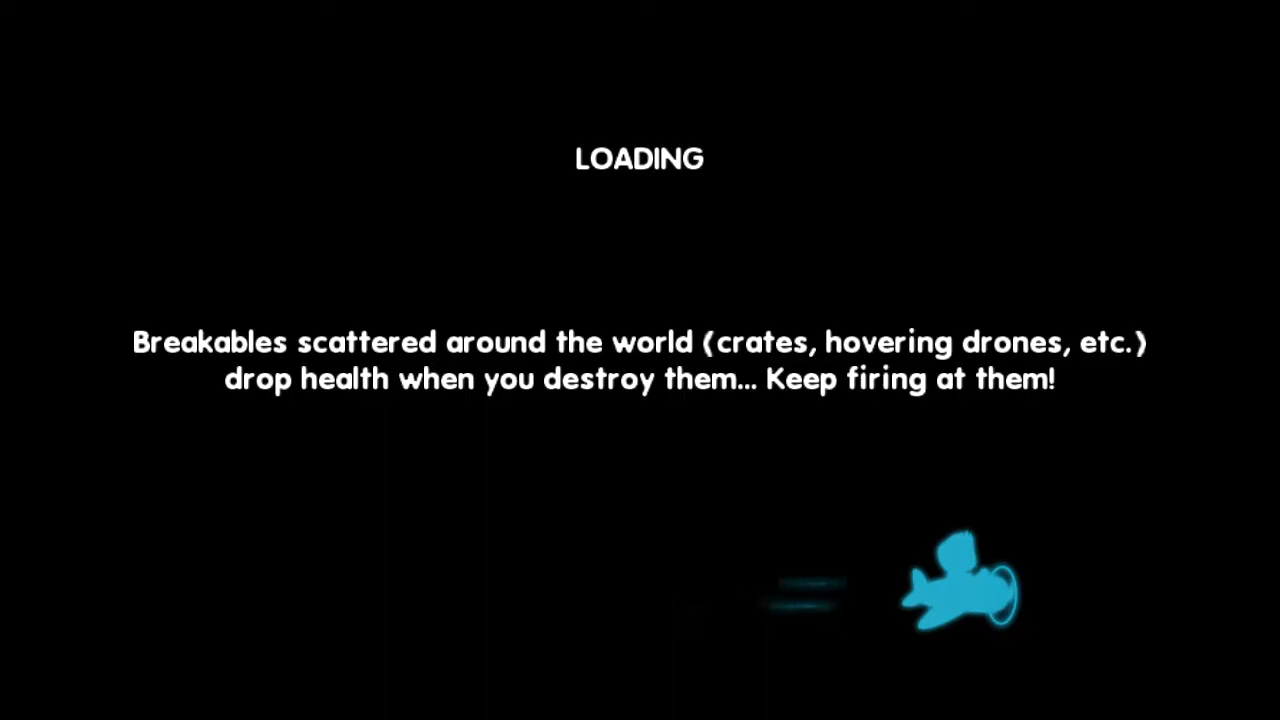 LOADING
Breakables scattered around the world (crates, hovering drones, etc.)
drop health when you destroy them... Keep firing at them!